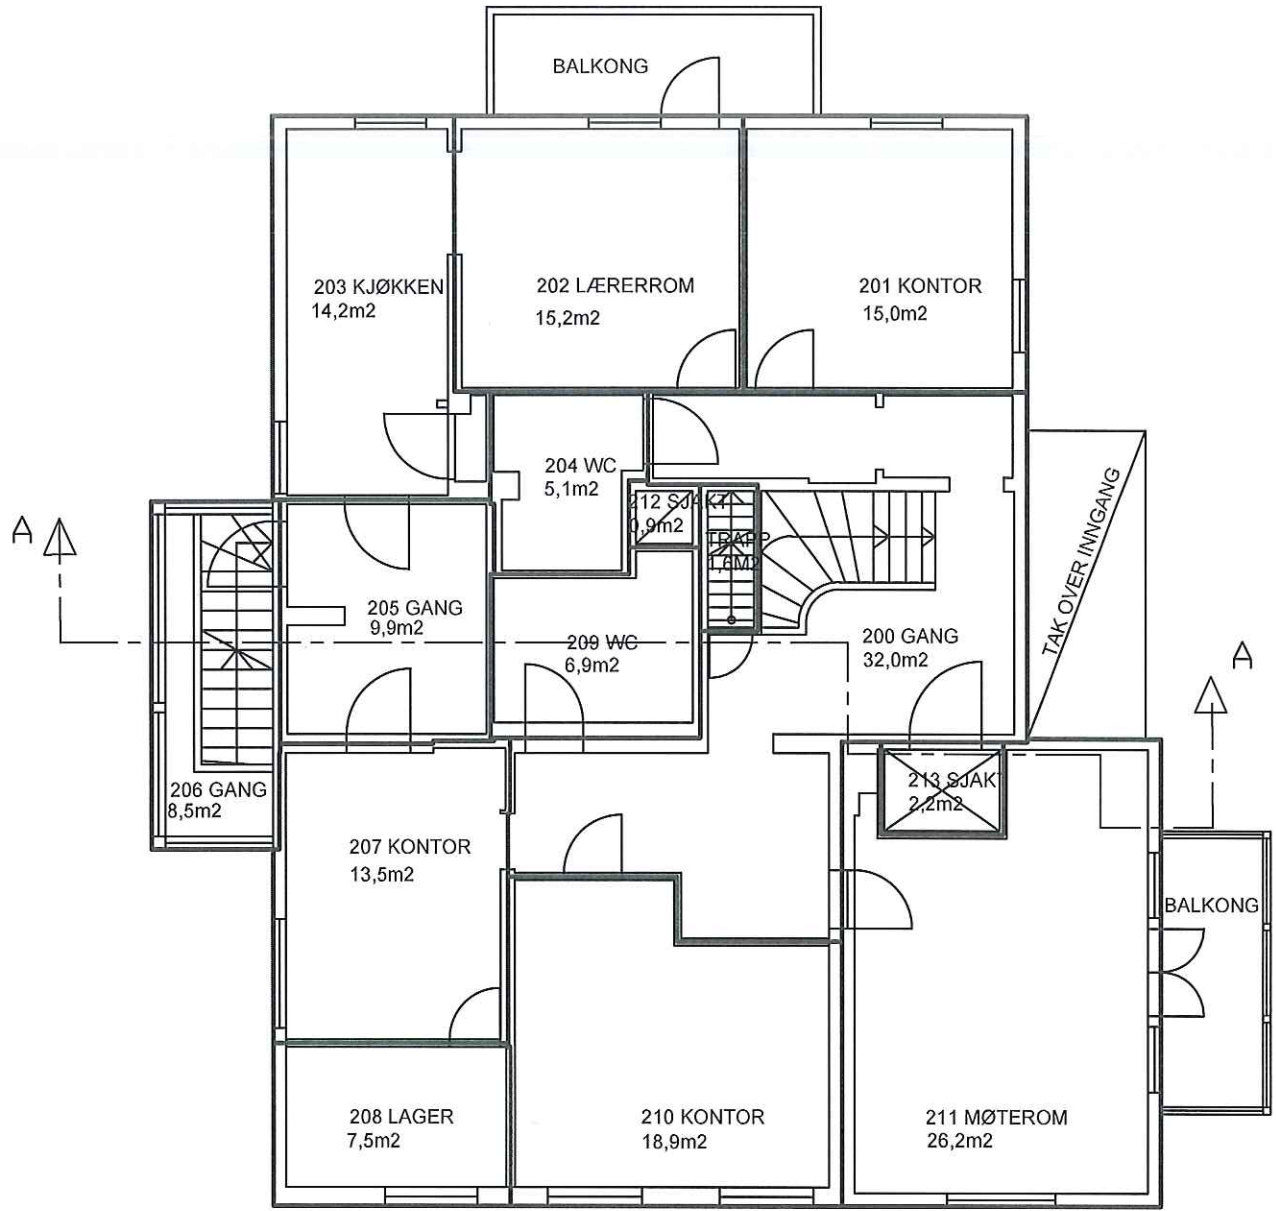 BALKONG
203 KJØKKEN
14,2m2
202 LÆRERROM
15,2m2
201 KONTOR
15,0m2
204 WC
5,1m2
212 SJAKT
0,9m2
TRAPP
1,6M2
TAK OVER INNGANG
A
205 GANG
9,9m2
209 WC
6,9m2
200 GANG
32,0m2
A
206 GANG
8,5m2
213 SJAKT
2,2m2
207 KONTOR
13,5m2
BALKONG
208 LAGER
7,5m2
210 KONTOR
18,9m2
211 MØTEROM
26,2m2